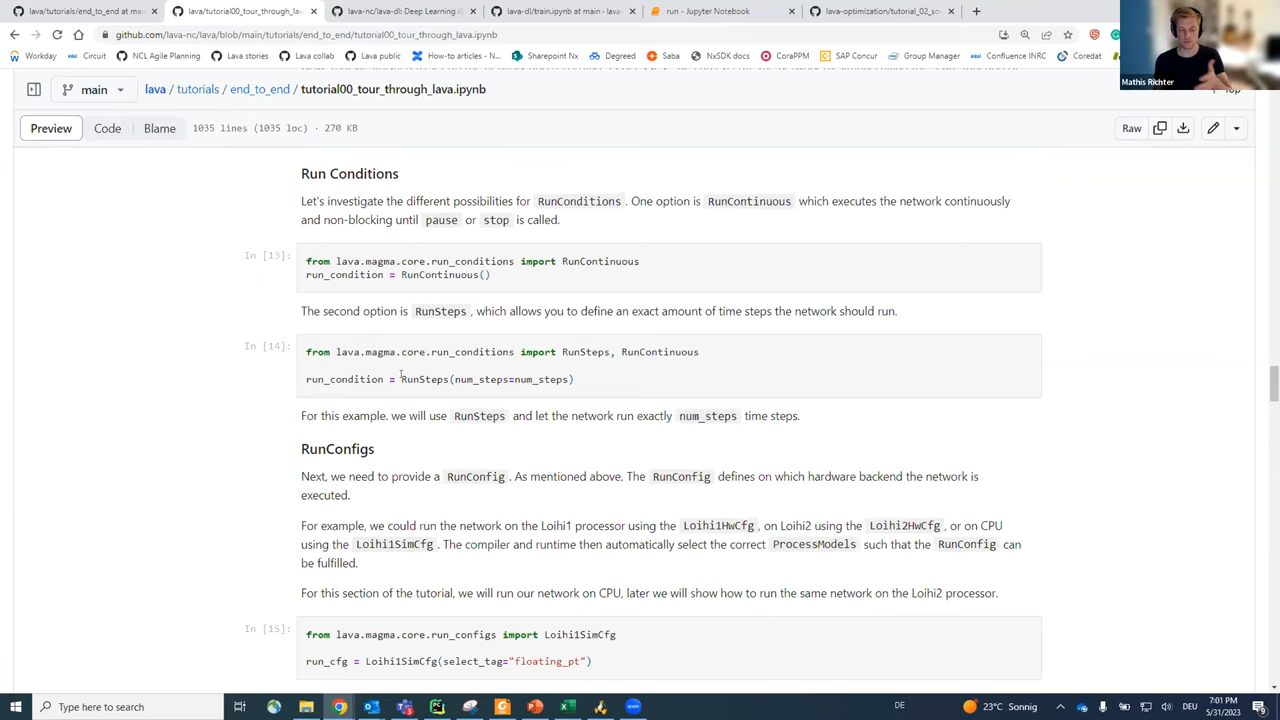 lava/tutorials/end_to_end at mai
lava/tutorial00_tour_through_lava
lava-nc/lava-dl: Deep Learning li
lava-dl/train.ipynb at main · lava
run - Jupyter Notebook
lava-optimization/tutorial_02_so
github.com/lava-nc/lava/blob/main/tutorials/end_to_end/tutorial00_tour_through_lava.ipynb
Workday
Circuit
NCL Agile Planning
Lava stories
Lava collab
Lava public
How-to articles - N...
Sharepoint Nx
Degreed
Saba
NxSDK docs
CoraPPM
SAP Concur
Group Manager
Confluence Intel
Coredat
Mathis Richter
main
lava / tutorials / end_to_end / tutorial00_tour_through_lava.ipynb
Top
Preview
Code
Blame
1035 lines (1035 loc) · 270 KB
Raw
Run Conditions
Let's investigate the different possibilities for RunConditions. One option is RunContinuous which executes the network continuously
and non-blocking until pause or stop is called.
In [13]:
from lava.magma.core.run_conditions import RunContinuous
run_condition = RunContinuous()
The second option is RunSteps, which allows you to define an exact amount of time steps the network should run.
In [14]:
from lava.magma.core.run_conditions import RunSteps, RunContinuous
run_condition = RunSteps(num_steps=num_steps)
For this example. we will use RunSteps and let the network run exactly num_steps time steps.
RunConfigs
Next, we need to provide a RunConfig. As mentioned above, The RunConfig defines on which hardware backend the network is
executed.
For example, we could run the network on the Loihi1 processor using the Loihi1HwCfg, on Loihi2 using the Loihi2HwCfg, or on CPU
using the Loihi1SimCfg. The compiler and runtime then automatically select the correct ProcessModels such that the RunConfig can
be fulfilled.
For this section of the tutorial, we will run our network on CPU, later we will show how to run the same network on the Loihi2 processor.
In [15]:
from lava.magma.core.run_configs import Loihi1SimCfg
run_cfg = Loihi1SimCfg(select_tag="floating_pt")
Type here to search
DE
23°C Sonnig
DEU
7:01 PM
5/31/2023